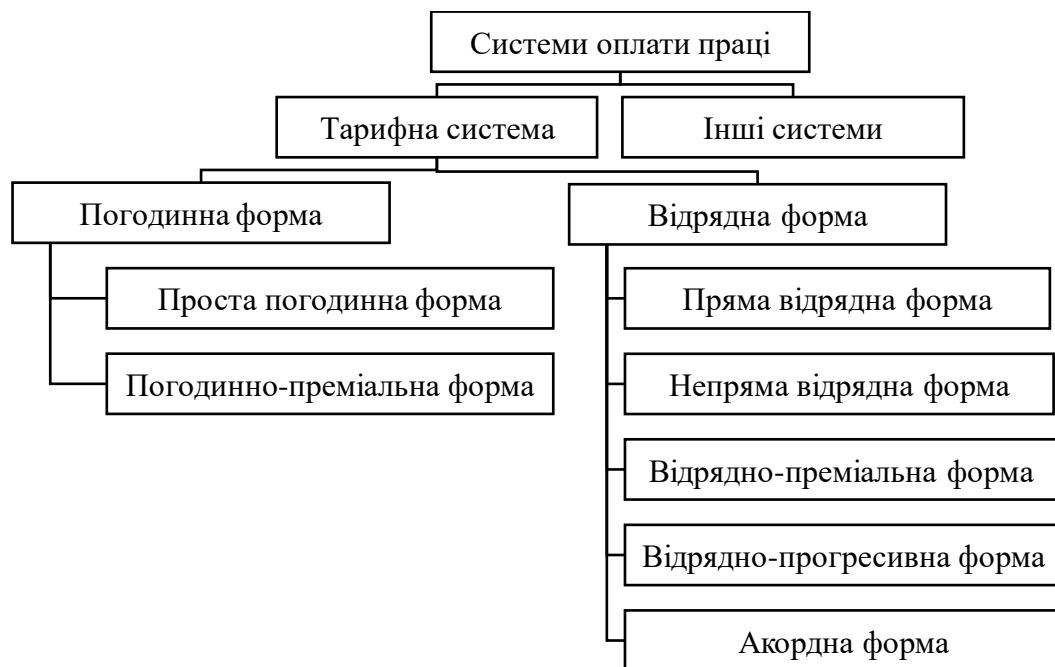 Системи оплати праці
Тарифна система
Інші системи
Погодинна форма
Відрядна форма
Проста погодинна форма
Пряма відрядна форма
Погодинно-преміальна форма
Непряма відрядна форма
Відрядно-преміальна форма
Відрядно-прогресивна форма
Акордна форма